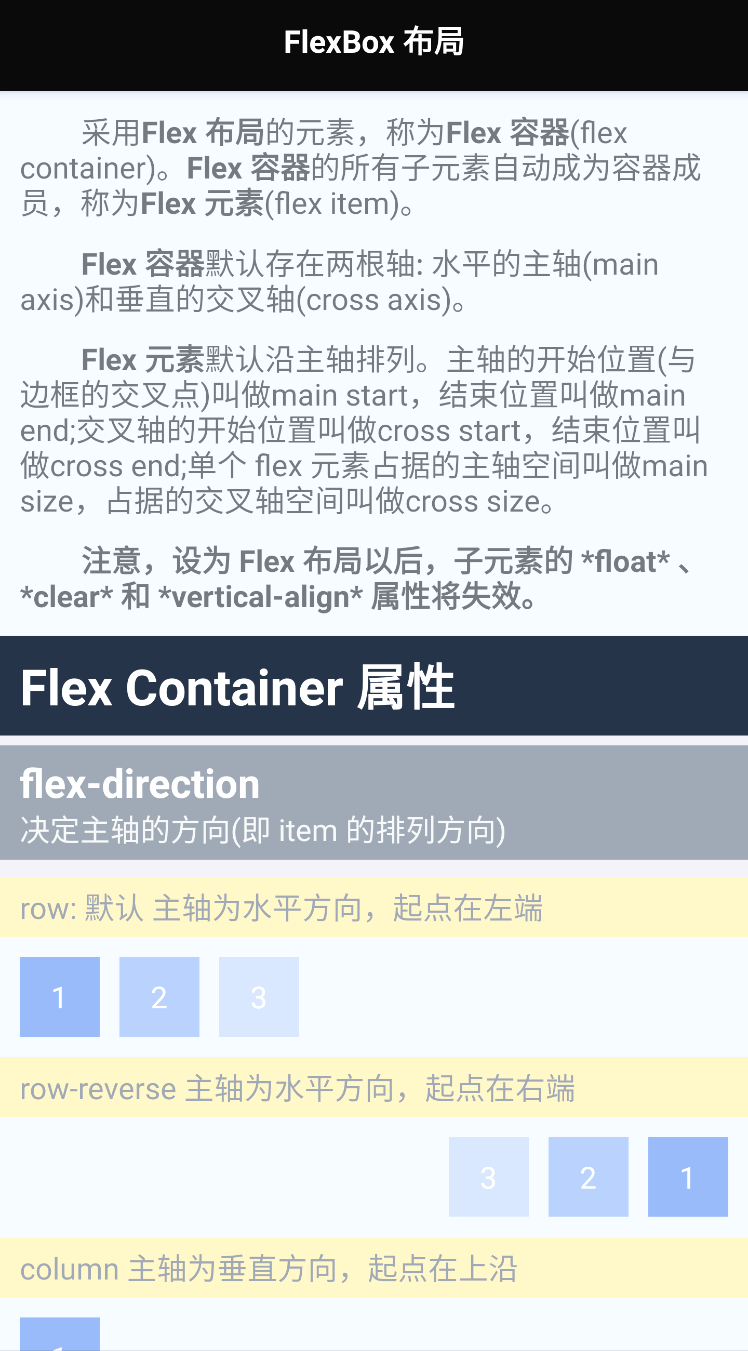 FlexBox 布局
采用Flex 布局的元素，称为Flex 容器(flex
container)。Flex 容器的所有子元素自动成为容器成
员，称为Flex 元素(flex item)。
Flex 容器默认存在两根轴: 水平的主轴(main
axis)和垂直的交叉轴(cross axis)。
Flex 元素默认沿主轴排列。主轴的开始位置(与
边框的交叉点)叫做main start，结束位置叫做main
end;交叉轴的开始位置叫做cross start，结束位置叫
做cross end;单个 flex 元素占据的主轴空间叫做main
size，占据的交叉轴空间叫做cross size。
注意，设为 Flex 布局以后，子元素的 *float* 、
*clear* 和 *vertical-align* 属性将失效。
Flex Container 属性
flex-direction
决定主轴的方向(即 item 的排列方向)
row: 默认 主轴为水平方向，起点在左端
1 2 3
row-reverse 主轴为水平方向，起点在右端
3 2 1
column 主轴为垂直方向，起点在上沿